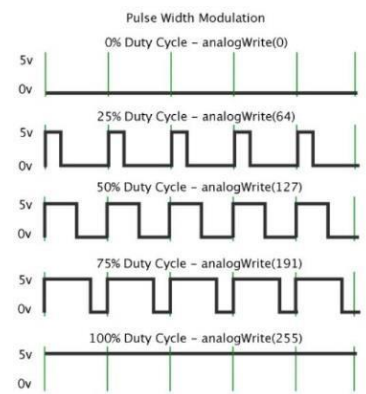 Pulse Width Modulation
0% Duty Cycle – analogWrite(0)
5v
0v
25% Duty Cycle – analogWrite(64)
5v
0v
50% Duty Cycle – analogWrite(127)
5v
0v
75% Duty Cycle – analogWrite(191)
5v
0v
100% Duty Cycle – analogWrite(255)
5v
0v